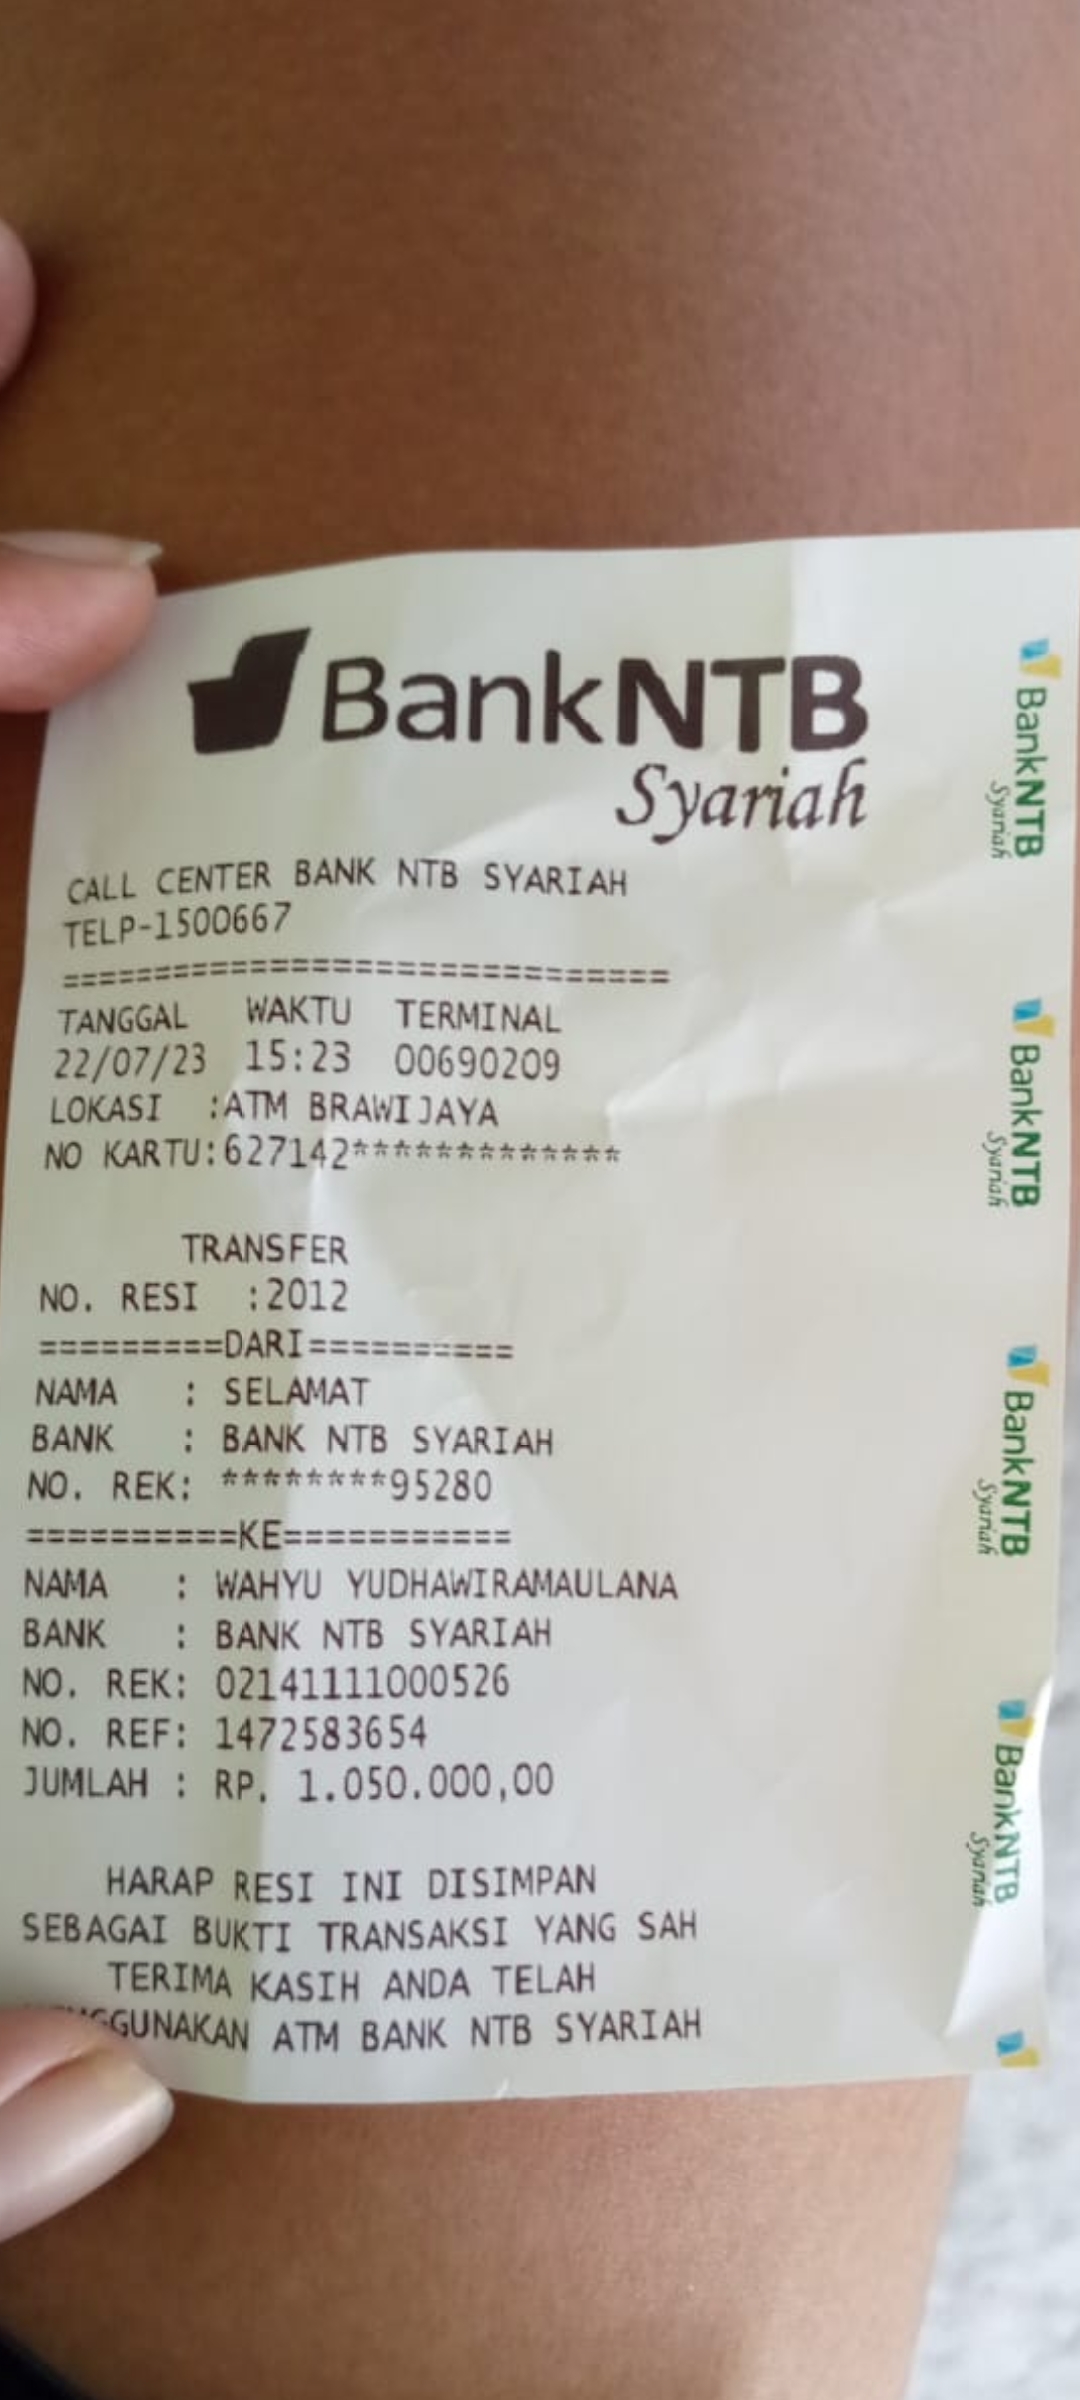 BankNTB
Syariah
CALL CENTER BANK NTB SYARIAH
TELP-1500667
==============================
TANGGAL WAKTU TERMINAL
22/07/23 15:23 00690209
LOKASI :ATM BRAWIJAYA
NO KARTU:627142*************
TRANSFER
NO. RESI :2012
=========DARI==========
NAMA : SELAMAT
BANK : BANK NTB SYARIAH
NO. REK: ********95280
==========KE===========
NAMA : WAHYU YUDHAWIRAMAULANA
BANK : BANK NTB SYARIAH
NO. REK: 02141111000526
NO. REF: 1472583654
JUMLAH : RP. 1.050.000,00
HARAP RESI INI DISIMPAN
SEBAGAI BUKTI TRANSAKSI YANG SAH
TERIMA KASIH ANDA TELAH
MENGGUNAKAN ATM BANK NTB SYARIAH
BankNTB
Syariah
BankNTB
Syariah
BankNTB
Syariah
BankNTB
Syariah